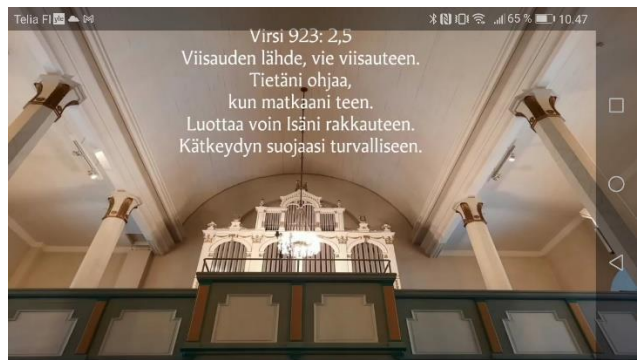 Telia FI 65 % 10.47
Virsi 923: 2,5
Viisauden lähde, vie viisauteen.
Tietäni ohjaa,
kun matkaani teen.
Luottaa voin Isäni rakkauteen.
Kätkeydyn suojaasi turvalliseen.